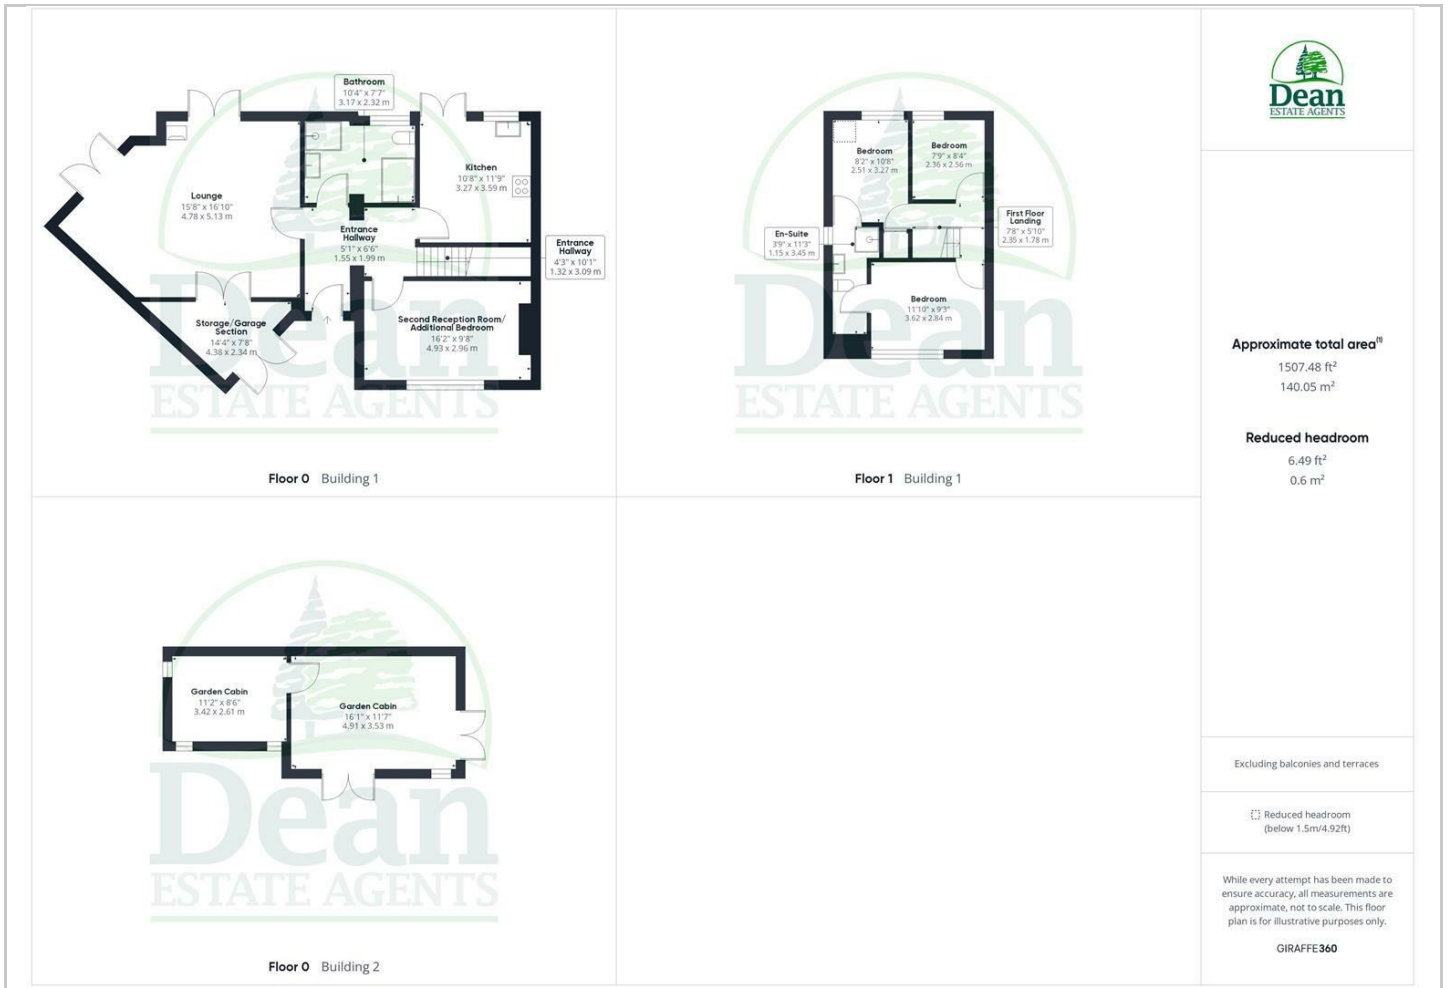 Bathroom
10'4" x 7'7"
3.17 x 2.32 m
Lounge
15'8" x 16'10"
4.78 x 5.13 m
Kitchen
10'8" x 11'9"
3.27 x 3.59 m
Entrance
Hallway
5'1" x 6'6"
1.55 x 1.99 m
Entrance
Hallway
4'3" x 10'1"
1.32 x 3.09 m
Storage/Garage
Section
14'4" x 7'8"
4.38 x 2.34 m
Second Reception Room/
Additional Bedroom
16'2" x 9'8"
4.93 x 2.96 m
Dean
ESTATE AGENTS
Floor 0 Building 1
Bedroom
8'2" x 10'8"
2.51 x 3.27 m
Bedroom
7'9" x 8'4"
2.36 x 2.56 m
First Floor
Landing
7'8" x 5'10"
2.35 x 1.78 m
En-Suite
3'9" x 11'3"
1.15 x 3.45 m
Bedroom
11'10" x 9'3"
3.62 x 2.84 m
Dean
ESTATE AGENTS
Floor 1 Building 1
Garden Cabin
11'2" x 8'6"
3.42 x 2.61 m
Garden Cabin
16'1" x 11'7"
4.91 x 3.53 m
Dean
ESTATE AGENTS
Floor 0 Building 2
Dean
ESTATE AGENTS
Approximate total area(1)
1507.48 ft²
140.05 m²
Reduced headroom
6.49 ft²
0.6 m²
Excluding balconies and terraces
Reduced headroom
(below 1.5m/4.92ft)
While every attempt has been made to
ensure accuracy, all measurements are
approximate, not to scale. This floor
plan is for illustrative purposes only.
GIRAFFE360